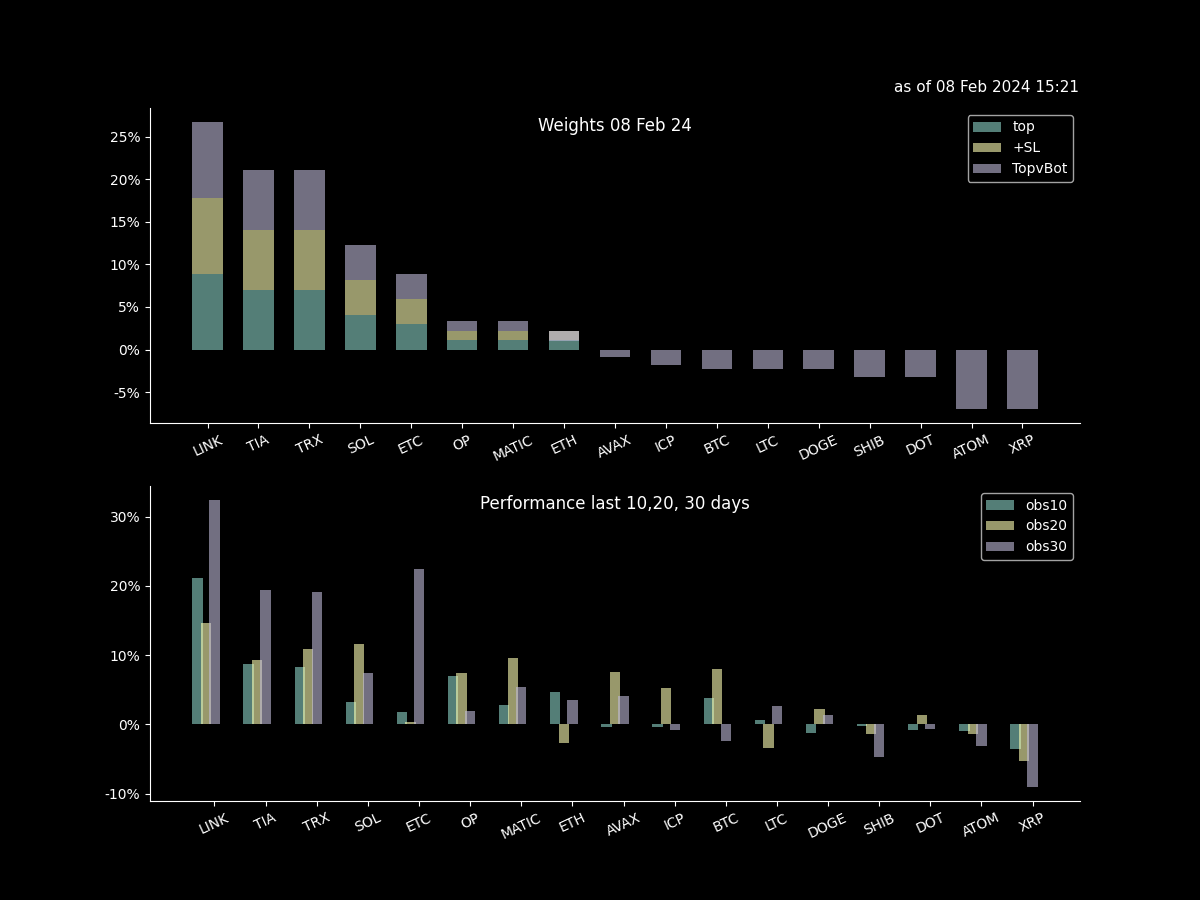 as of 08 Feb 2024 15:21
Weights 08 Feb 24
top
+SL
TopvBot
25%
20%
15%
10%
5%
0%
-5%
LINK TIA TRX SOL ETC OP MATIC ETH AVAX ICP BTC LTC DOGE SHIB DOT ATOM XRP
Performance last 10,20, 30 days
obs10
obs20
obs30
30%
20%
10%
0%
-10%
LINK TIA TRX SOL ETC OP MATIC ETH AVAX ICP BTC LTC DOGE SHIB DOT ATOM XRP